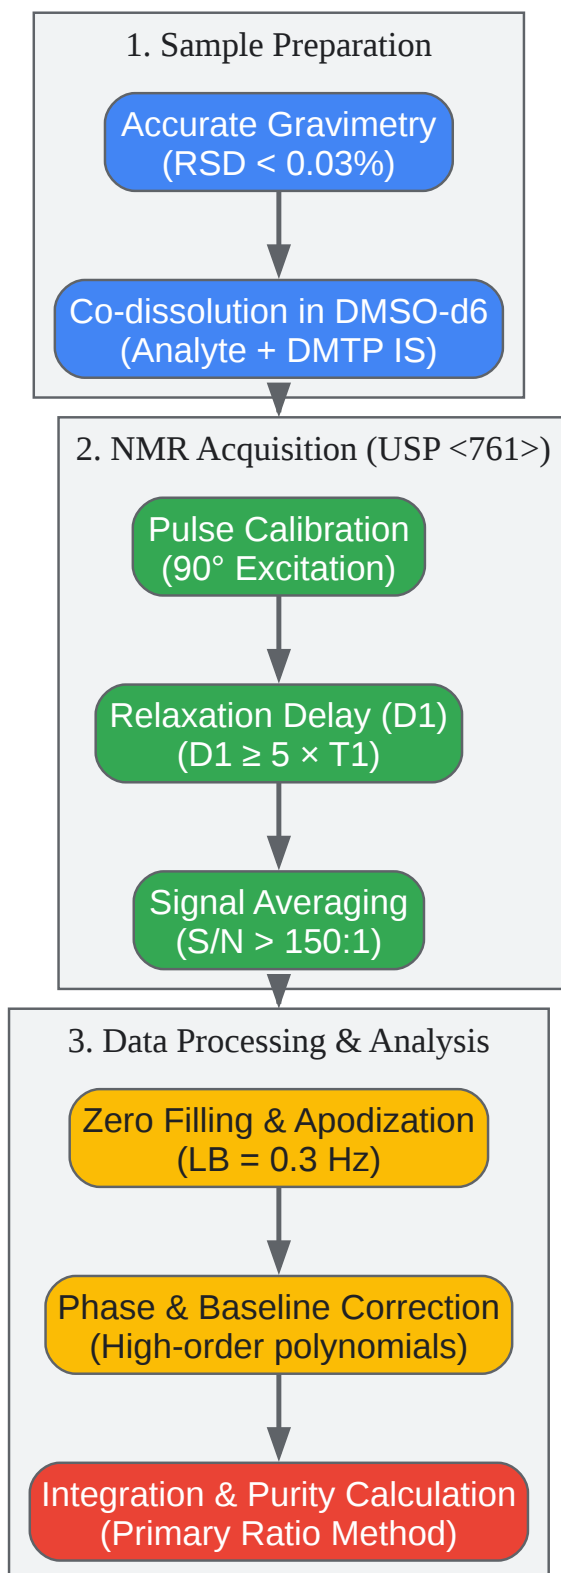 1. Sample Preparation
Accurate Gravimetry
(RSD < 0.03%)
Co-dissolution in DMSO-d6
(Analyte + DMTP IS)
2. NMR Acquisition (USP <761>)
Pulse Calibration
(90° Excitation)
Relaxation Delay (D1)
(D1 ≥ 5 × T1)
Signal Averaging
(S/N > 150:1)
3. Data Processing & Analysis
Zero Filling & Apodization
(LB = 0.3 Hz)
Phase & Baseline Correction
(High-order polynomials)
Integration & Purity Calculation
(Primary Ratio Method)